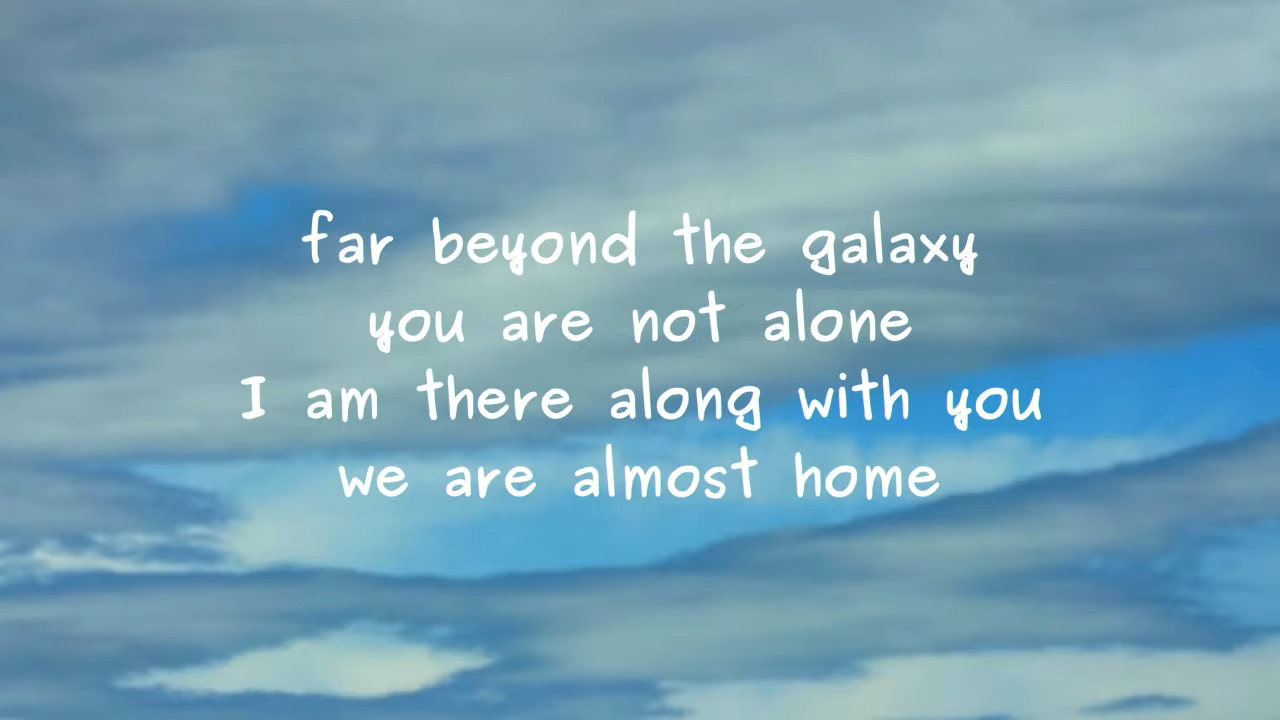 far beyond the galaxy
you are not alone
I am there along with you
we are almost home